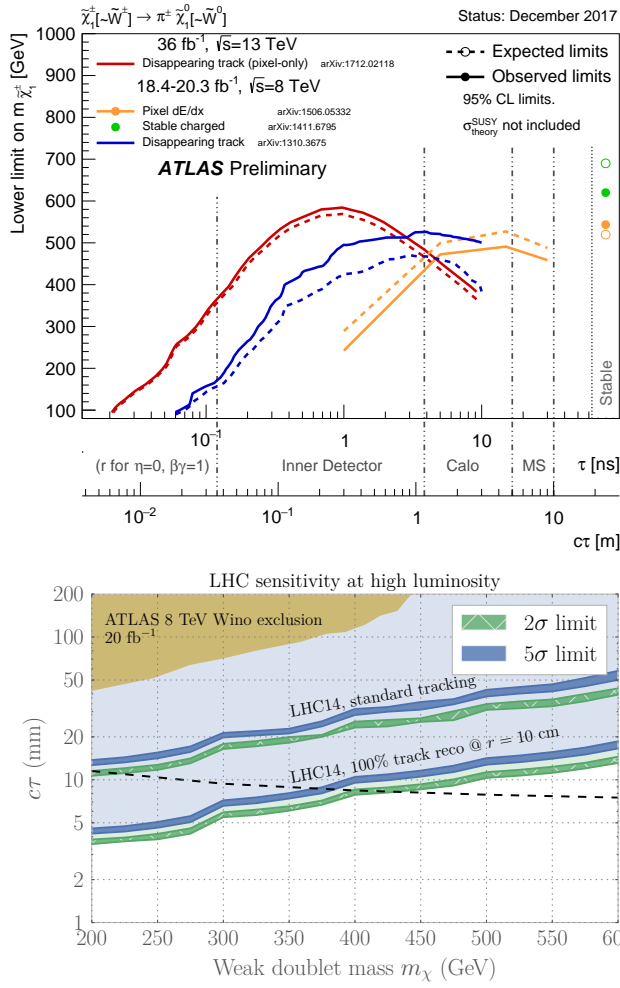 χ̃₁±[~W̃±] → π± χ̃₁⁰[~W̃⁰]
Status: December 2017
36 fb⁻¹, √s=13 TeV
Disappearing track (pixel-only) arXiv:1712.02118
18.4-20.3 fb⁻¹, √s=8 TeV
Pixel dE/dx arXiv:1506.05332
Stable charged arXiv:1411.6795
Disappearing track arXiv:1310.3675
ATLAS Preliminary
Expected limits
Observed limits
95% CL limits.
σ^SUSY_theory not included
Lower limit on m_χ̃₁± [GeV]
1000
900
800
700
600
500
400
300
200
100
Stable
10⁻¹ 1 10
τ [ns]
(r for η=0, βγ=1) Inner Detector Calo MS
10⁻² 10⁻¹ 1 10
cτ [m]
LHC sensitivity at high luminosity
ATLAS 8 TeV Wino exclusion
20 fb⁻¹
2σ limit
5σ limit
LHC14, standard tracking
LHC14, 100% track reco @ r = 10 cm
cτ (mm)
200
100
50
20
10
5
2
1
200 250 300 350 400 450 500 550 600
Weak doublet mass m_χ (GeV)